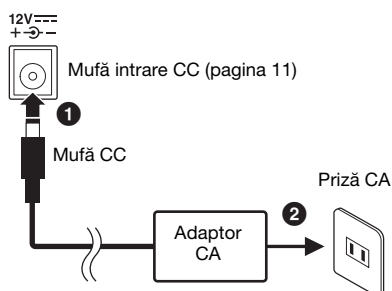 12V
+ -
Mufă intrare CC (pagina 11)
1
Mufă CC
Priză CA
2
Adaptor
CA